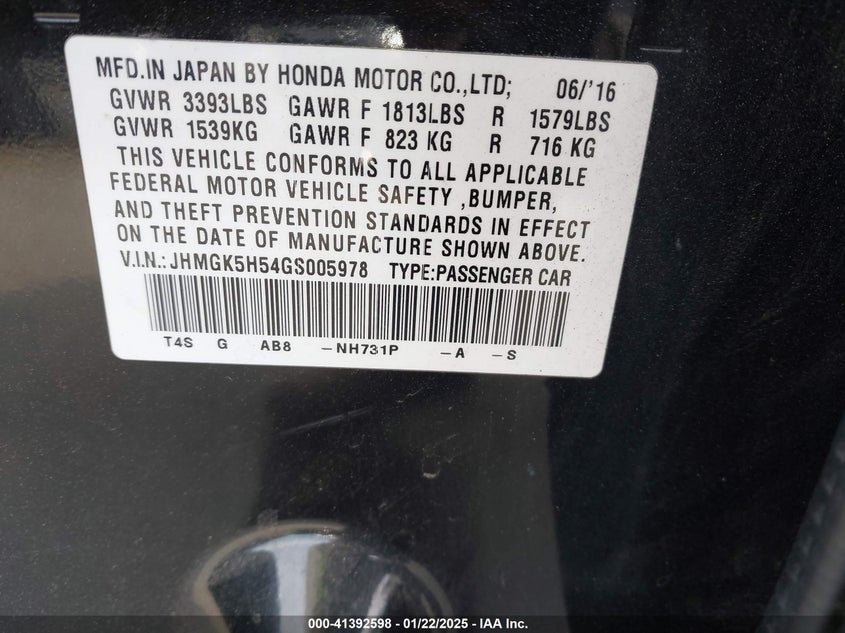 MFD.IN JAPAN BY HONDA MOTOR CO.,LTD; 06/'16
GVWR 3393LBS GAWR F 1813LBS R 1579LBS
GVWR 1539KG GAWR F 823 KG R 716 KG
THIS VEHICLE CONFORMS TO ALL APPLICABLE
FEDERAL MOTOR VEHICLE SAFETY ,BUMPER,
AND THEFT PREVENTION STANDARDS IN EFFECT
ON THE DATE OF MANUFACTURE SHOWN ABOVE.
V.I.N.: JHMGK5H54GS005978 TYPE:PASSENGER CAR
T4S G AB8 -NH731P -A -S
000-41392598 - 01/22/2025 - IAA Inc.